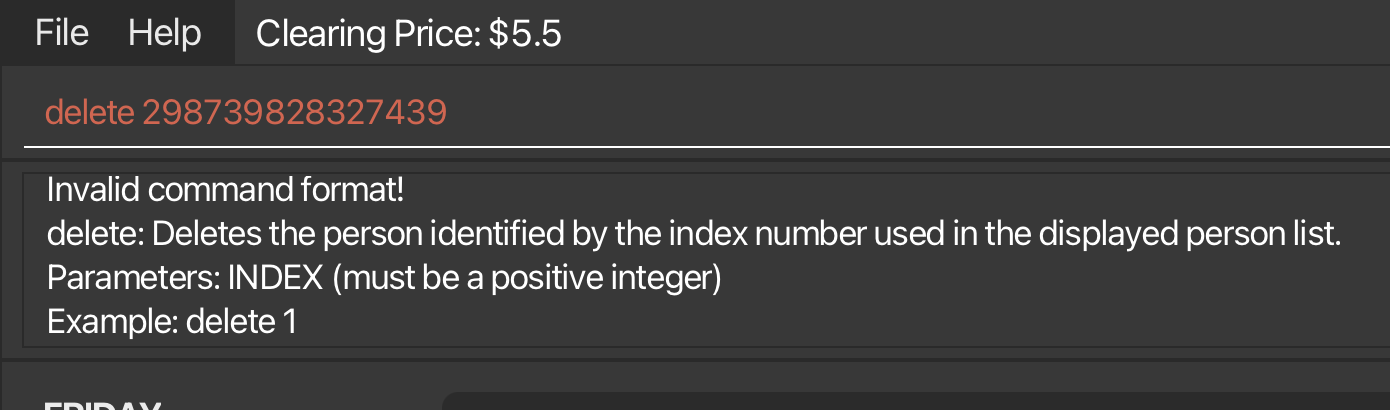 File Help Clearing Price: $5.5
delete 298739828327439
Invalid command format!
delete: Deletes the person identified by the index number used in the displayed person list.
Parameters: INDEX (must be a positive integer)
Example: delete 1
FRIDAY